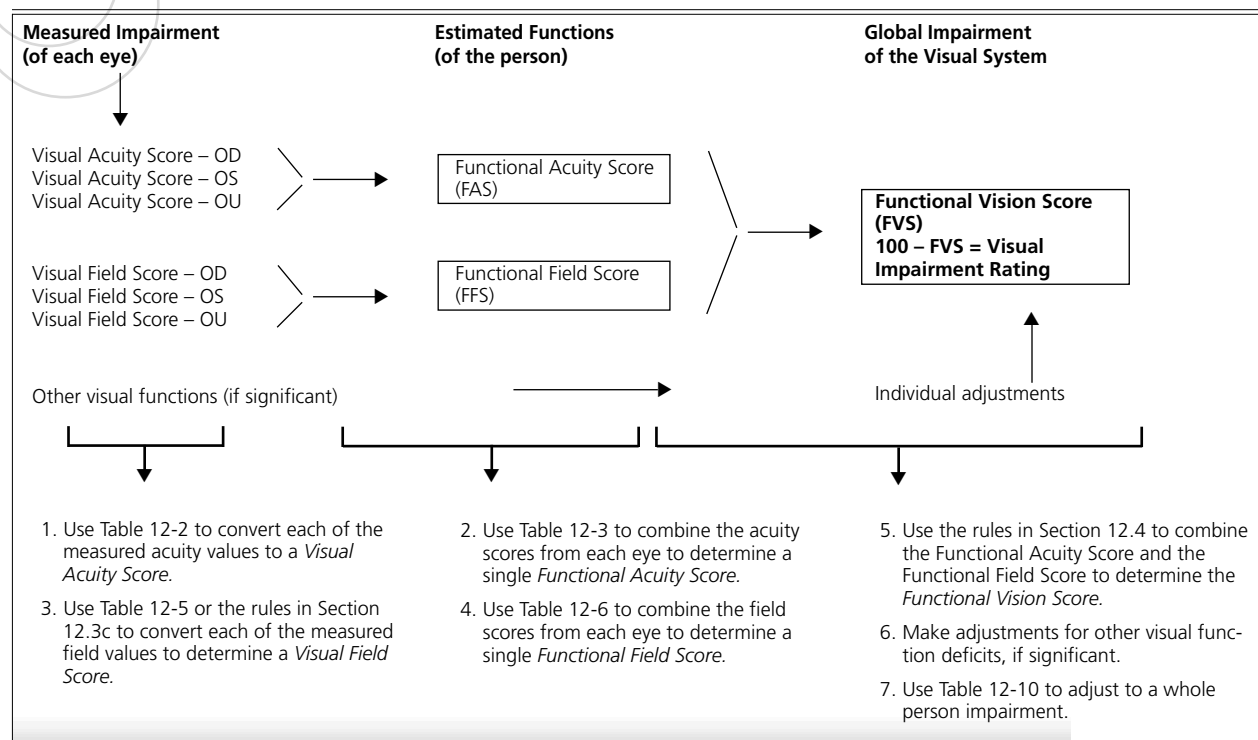 Measured Impairment
(of each eye)
Estimated Functions
(of the person)
Global Impairment
of the Visual System
Visual Acuity Score – OD
Visual Acuity Score – OS
Visual Acuity Score – OU
Functional Acuity Score
(FAS)
Visual Field Score – OD
Visual Field Score – OS
Visual Field Score – OU
Functional Field Score
(FFS)
Functional Vision Score
(FVS)
100 – FVS = Visual
Impairment Rating
Other visual functions (if significant)
Individual adjustments
1. Use Table 12-2 to convert each of the
measured acuity values to a Visual
Acuity Score.
3. Use Table 12-5 or the rules in Section
12.3c to convert each of the measured
field values to determine a Visual Field
Score.
2. Use Table 12-3 to combine the acuity
scores from each eye to determine a
single Functional Acuity Score.
4. Use Table 12-6 to combine the field
scores from each eye to determine a
single Functional Field Score.
5. Use the rules in Section 12.4 to combine
the Functional Acuity Score and the
Functional Field Score to determine the
Functional Vision Score.
6. Make adjustments for other visual func-
tion deficits, if significant.
7. Use Table 12-10 to adjust to a whole
person impairment.